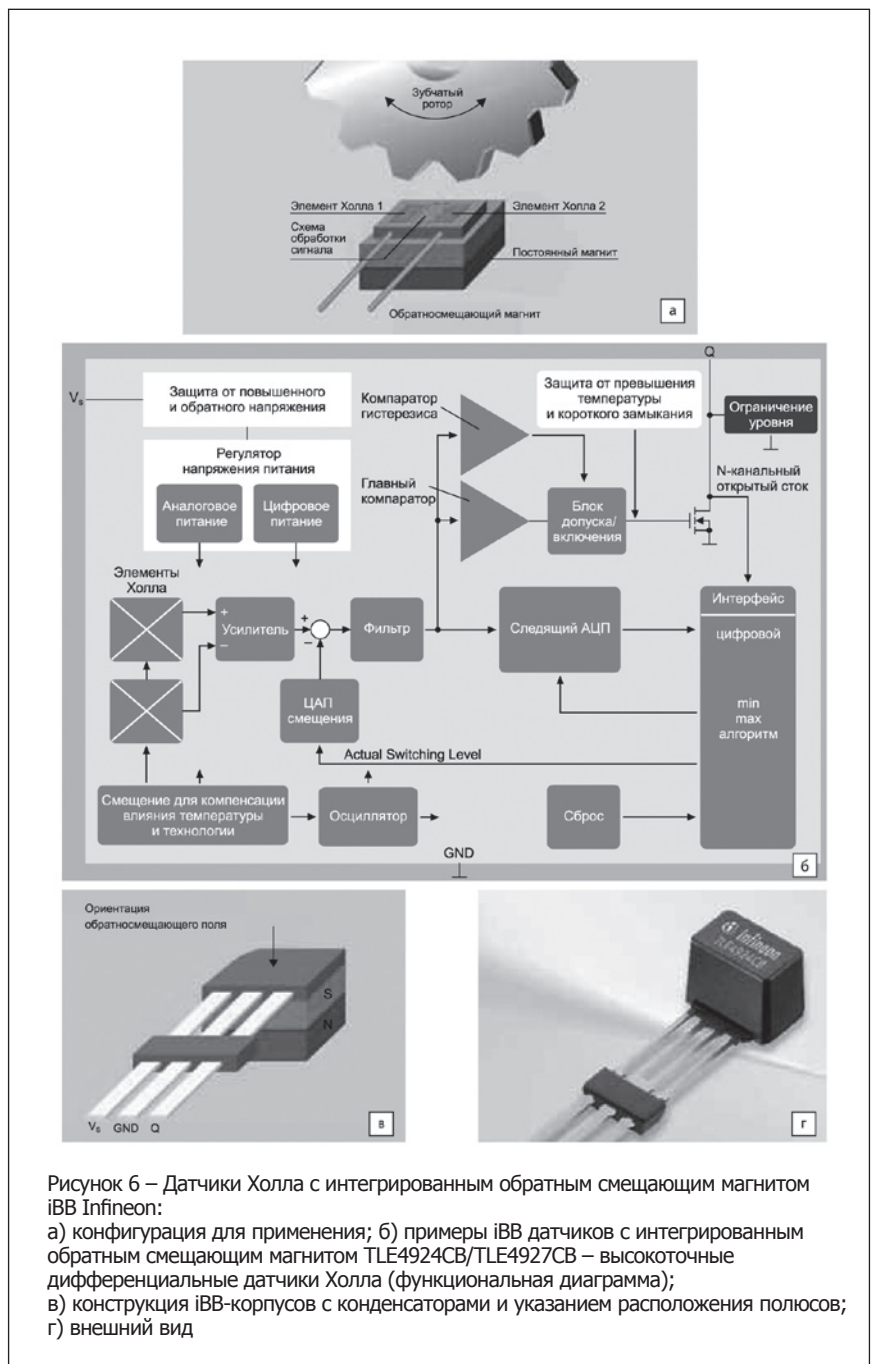 Зубчатый
ротор
Элемент Холла 1
Элемент Холла 2
Схема
обработки
сигнала
Постоянный магнит
Обратносмещающий магнит
а
Q
Vs
Защита от повышенного
и обратного напряжения
Компаратор
гистерезиса
Защита от превышения
температуры
и короткого замыкания
Ограничение
уровня
Регулятор
напряжения питания
N-канальный
открытый сток
Аналоговое
питание
Цифровое
питание
Главный
компаратор
Блок
допуска/
включения
Элементы
Холла
+
Усилитель
–
+
–
Фильтр
Следящий АЦП
Интерфейс
цифровой
min
max
алгоритм
ЦАП
смещения
Actual Switching Level
Смещение для компенсации
влияния температуры
и технологии
Осциллятор
Сброс
GND
б
Ориентация
обратносмещающего поля
S
N
Vs GND Q
в
infineon
TLE4924CB
г
Рисунок 6 – Датчики Холла с интегрированным обратным смещающим магнитом
iBB Infineon:
а) конфигурация для применения; б) примеры iBB датчиков с интегрированным
обратным смещающим магнитом TLE4924CB/TLE4927CB – высокоточные
дифференциальные датчики Холла (функциональная диаграмма);
в) конструкция iBB-корпусов с конденсаторами и указанием расположения полюсов;
г) внешний вид